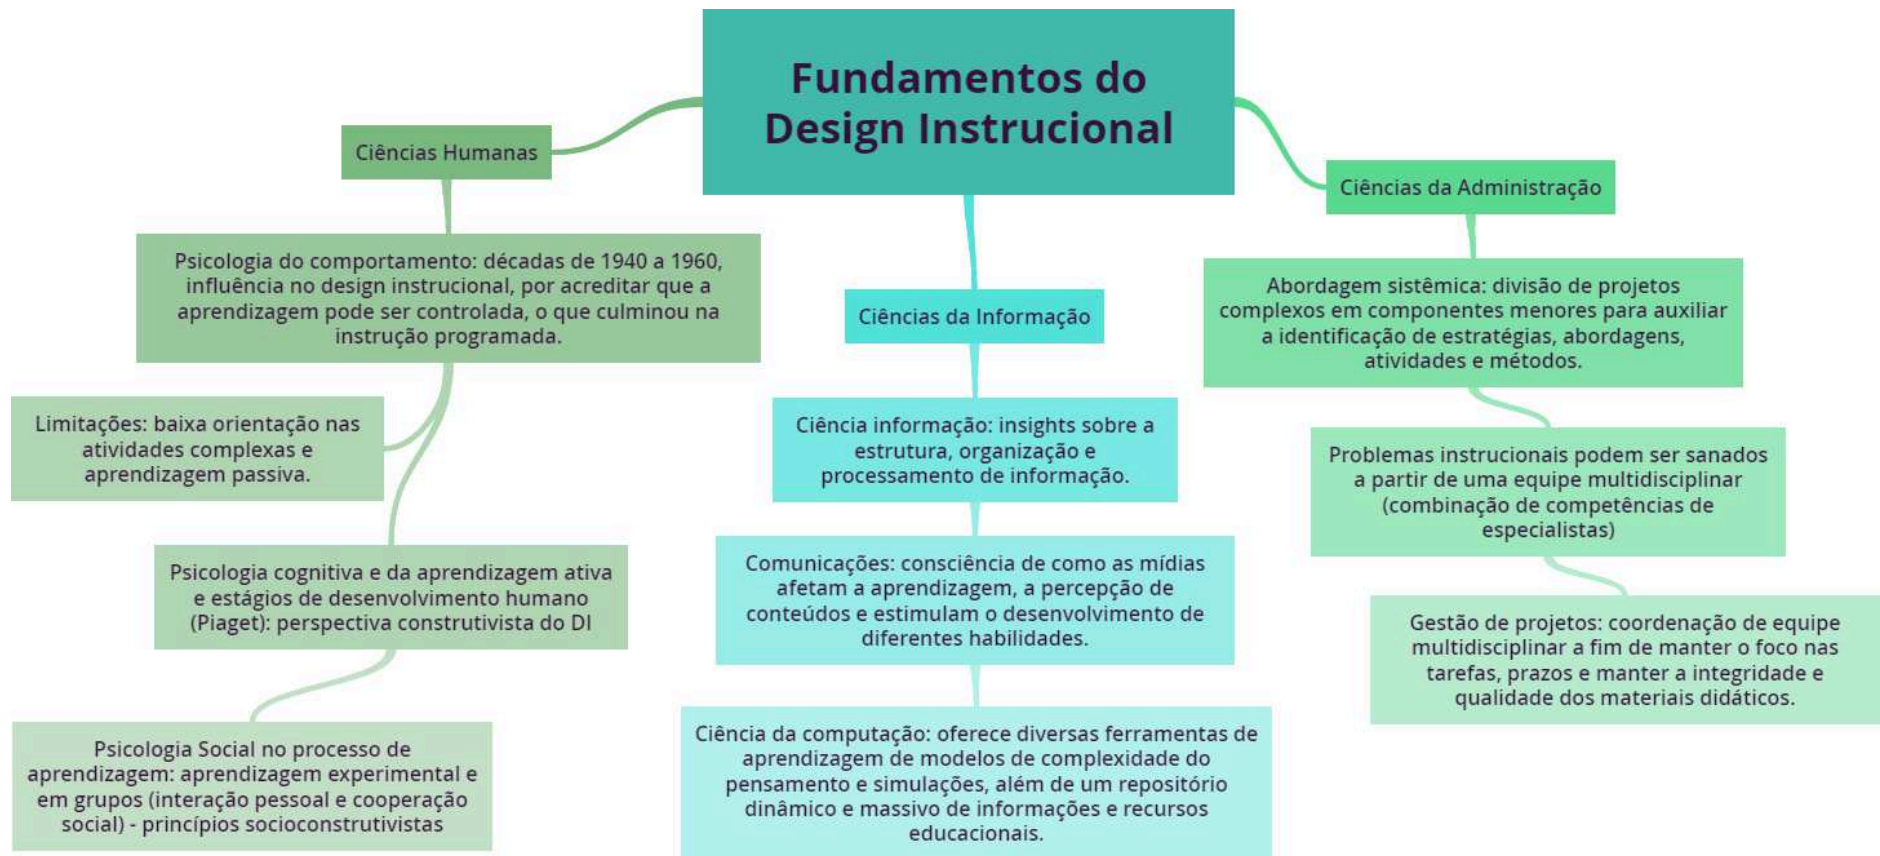 Fundamentos do
Design Instrucional
Ciências Humanas
Psicologia do comportamento: décadas de 1940 a 1960,
influência no design instrucional, por acreditar que a
aprendizagem pode ser controlada, o que culminou na
instrução programada.
Limitações: baixa orientação nas
atividades complexas e
aprendizagem passiva.
Psicologia cognitiva e da aprendizagem ativa
e estágios de desenvolvimento humano
(Piaget): perspectiva construtivista do DI
Psicologia Social no processo de
aprendizagem: aprendizagem experimental e
em grupos (interação pessoal e cooperação
social) - princípios socioconstrutivistas
Ciências da Informação
Ciência informação: insights sobre a
estrutura, organização e
processamento de informação.
Comunicações: consciência de como as mídias
afetam a aprendizagem, a percepção de
conteúdos e estimulam o desenvolvimento de
diferentes habilidades.
Ciência da computação: oferece diversas ferramentas de
aprendizagem de modelos de complexidade do
pensamento e simulações, além de um repositório
dinâmico e massivo de informações e recursos
educacionais.
Ciências da Administração
Abordagem sistêmica: divisão de projetos
complexos em componentes menores para auxiliar
a identificação de estratégias, abordagens,
atividades e métodos.
Problemas instrucionais podem ser sanados
a partir de uma equipe multidisciplinar
(combinação de competências de
especialistas)
Gestão de projetos: coordenação de equipe
multidisciplinar a fim de manter o foco nas
tarefas, prazos e manter a integridade e
qualidade dos materiais didáticos.